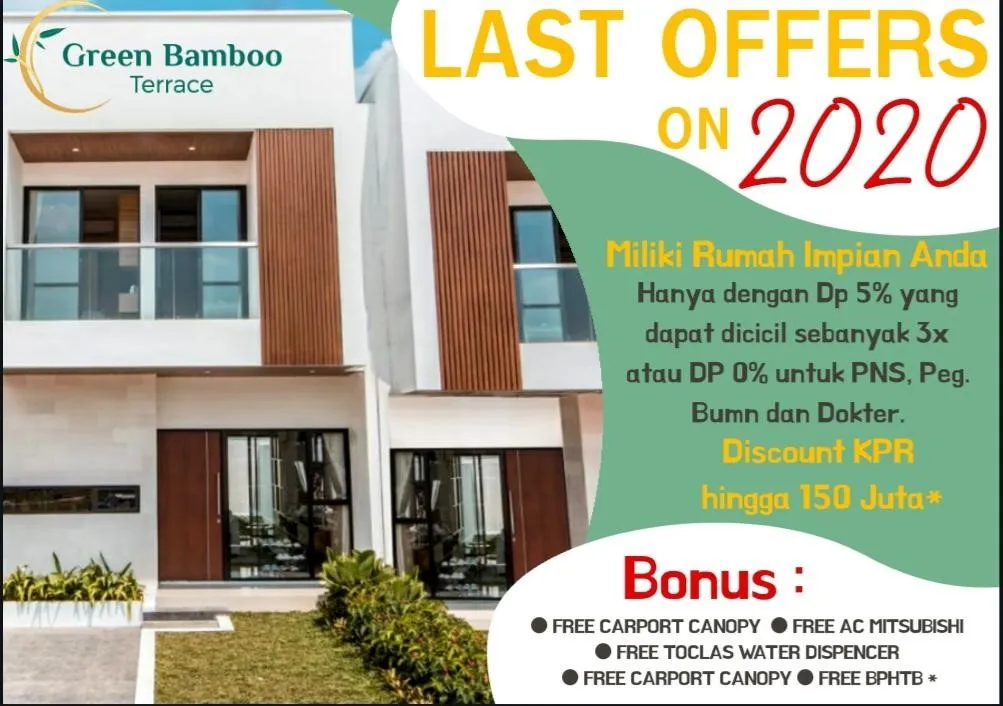 Green Bamboo
Terrace
LAST OFFERS
ON 2020
Miliki Rumah Impian Anda
Hanya dengan Dp 5% yang
dapat dicicil sebanyak 3x
atau DP 0% untuk PNS, Peg.
Bumn dan Dokter.
Discount KPR
hingga 150 Juta*
Bonus :
● FREE CARPORT CANOPY ● FREE AC MITSUBISHI
● FREE TOCLAS WATER DISPENCER
● FREE CARPORT CANOPY ● FREE BPHTB *